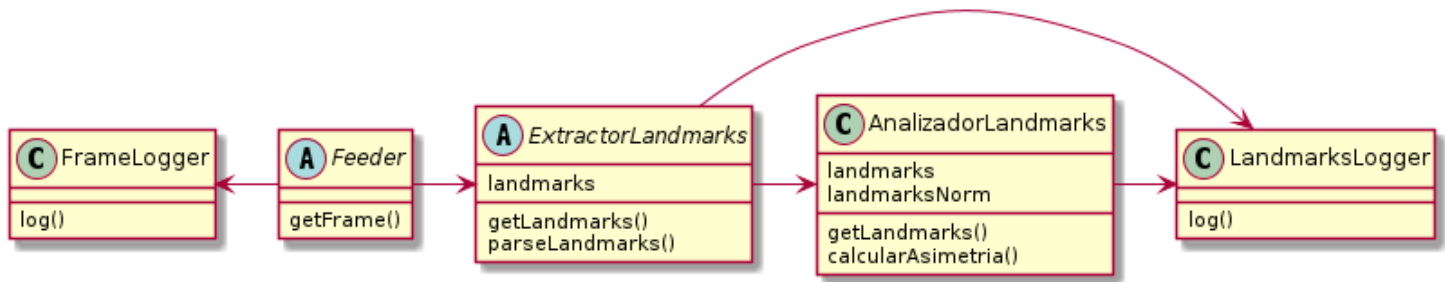 C FrameLogger
log()
A Feeder
getFrame()
A ExtractorLandmarks
landmarks
getLandmarks()
parseLandmarks()
C AnalizadorLandmarks
landmarks
landmarksNorm
getLandmarks()
calcularAsimetria()
C LandmarksLogger
log()